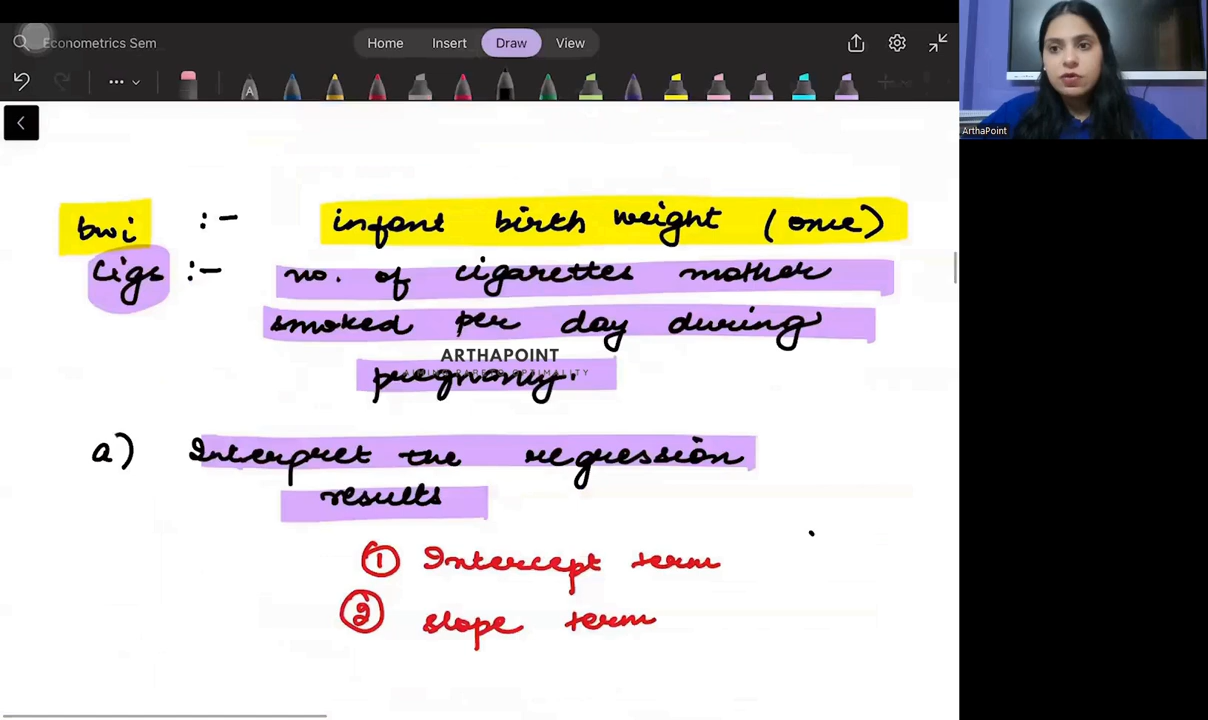 Econometrics Sem
Home Insert Draw View
A
ArthaPoint
bwi :- infant birth weight (once)
Cigs :- no. of cigarettes mother
smoked per day during
ARTHAPOINT
pregnancy.
a) Interpret the regression
results
① Intercept term
② slope term